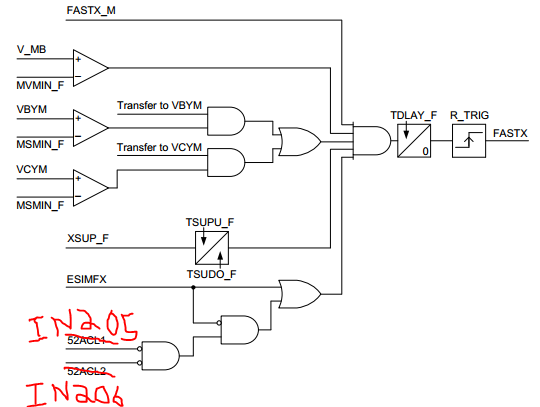 FASTX_M
V_MB
+
MVMIN_F
−
VBYM
+
Transfer to VBYM
MSMIN_F
−
Transfer to VCYM
VCYM
+
MSMIN_F
−
TDLAY_F
0
R_TRIG
FASTX
TSUPU_F
XSUP_F
TSUDO_F
ESIMFX
IN205
52ACL1
52ACL2
IN206